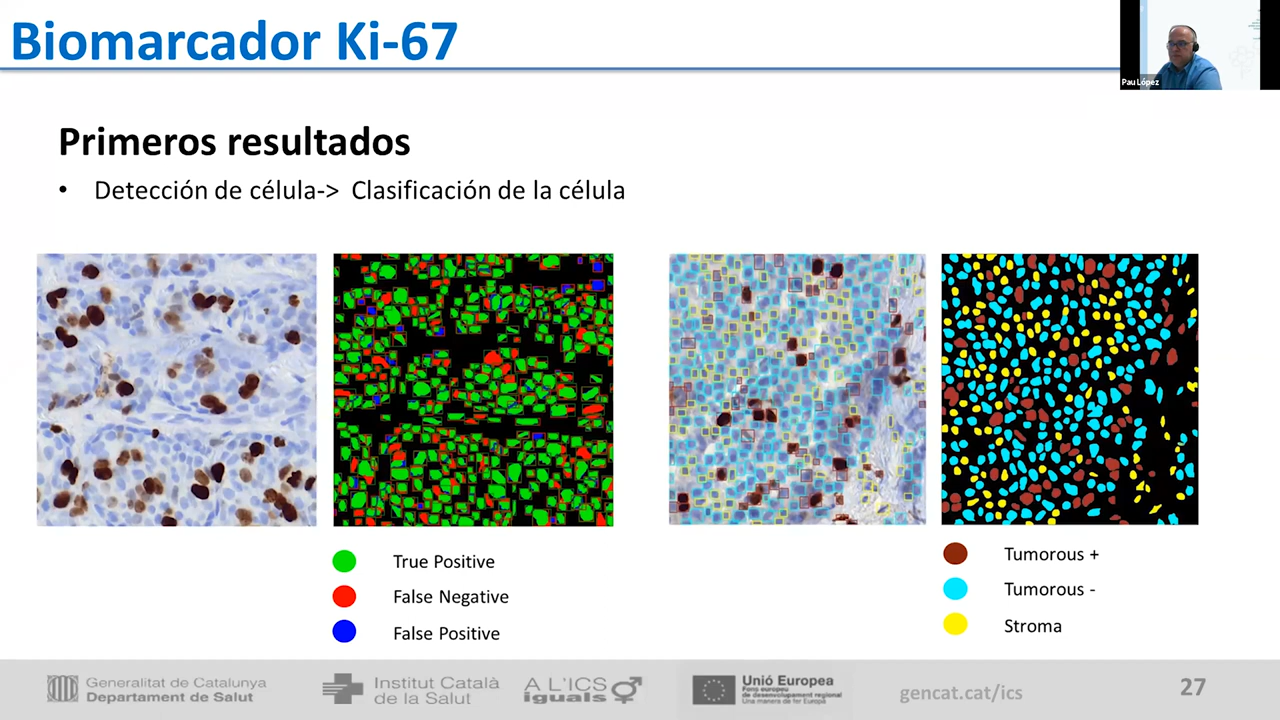 Biomarcador Ki-67
Pau López
Primeros resultados
• Detección de célula-> Clasificación de la célula
True Positive
False Negative
False Positive
Tumorous +
Tumorous -
Stroma
Generalitat de Catalunya
Departament de Salut
Institut Català
de la Salut
A L'ICS
iguals
Unió Europea
Fons europeu
de desenvolupament regional
Una manera de fer Europa
gencat.cat/ics
27